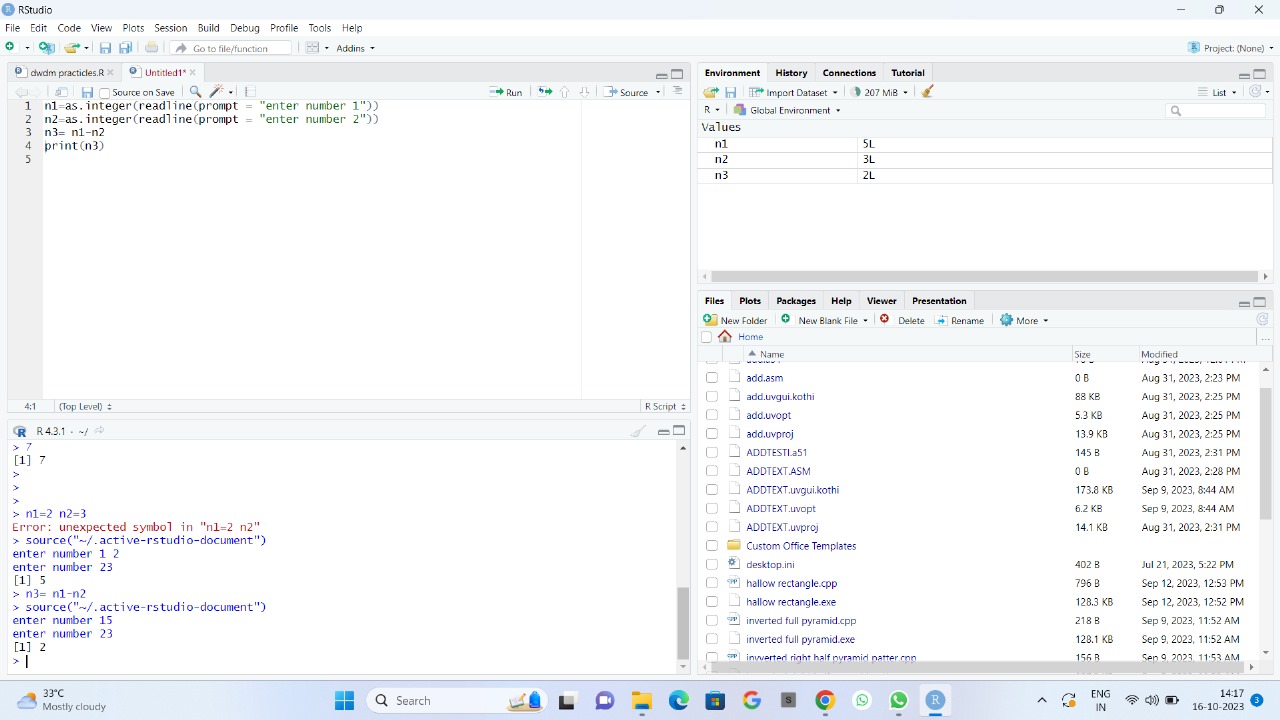 RStudio
File Edit Code View Plots Session Build Debug Profile Tools Help
Go to file/function Addins Project: (None)
dwdm practicles.R Untitled1*
Source on Save Run Source
1 n1=as.integer(readline(prompt = "enter number 1"))
2 n2=as.integer(readline(prompt = "enter number 2"))
3 n3= n1-n2
4 print(n3)
5
4:1 (Top Level) R Script
R 4.3.1 · ~/
> 7
[1] 7
>
>
> n1=2 n2=3
Error: unexpected symbol in "n1=2 n2"
> source("~/.active-rstudio-document")
enter number 1 2
enter number 23
[1] 5
> n3= n1-n2
> source("~/.active-rstudio-document")
enter number 15
enter number 23
[1] 2
>
Environment History Connections Tutorial
Import Dataset 207 MiB List
R Global Environment
Values
n1 5L
n2 3L
n3 2L
Files Plots Packages Help Viewer Presentation
New Folder New Blank File Delete Rename More
Home
Name Size Modified
add.asm 0 B Aug 31, 2023, 2:23 PM
add.uvgui.kothi 88 KB Aug 31, 2023, 2:25 PM
add.uvopt 5.3 KB Aug 31, 2023, 2:25 PM
add.uvproj 13.9 KB Aug 31, 2023, 2:25 PM
ADDTESTI.a51 145 B Aug 31, 2023, 2:31 PM
ADDTEXT.ASM 0 B Aug 31, 2023, 2:28 PM
ADDTEXT.uvgui.kothi 173.8 KB Sep 9, 2023, 8:44 AM
ADDTEXT.uvopt 6.2 KB Sep 9, 2023, 8:44 AM
ADDTEXT.uvproj 14.1 KB Aug 31, 2023, 2:31 PM
Custom Office Templates
desktop.ini 402 B Jul 21, 2023, 5:22 PM
hallow rectangle.cpp 796 B Sep 12, 2023, 12:53 PM
hallow rectangle.exe 128.3 KB Sep 12, 2023, 12:52 PM
inverted full pyramid.cpp 218 B Sep 9, 2023, 11:52 AM
inverted full pyramid.exe 128.1 KB Sep 9, 2023, 11:52 AM
invverted right half pyramid patter.cpp 156 B Sep 9, 2023, 11:53 AM
33°C
Mostly cloudy
Search
ENG
IN
14:17
16-10-2023
3